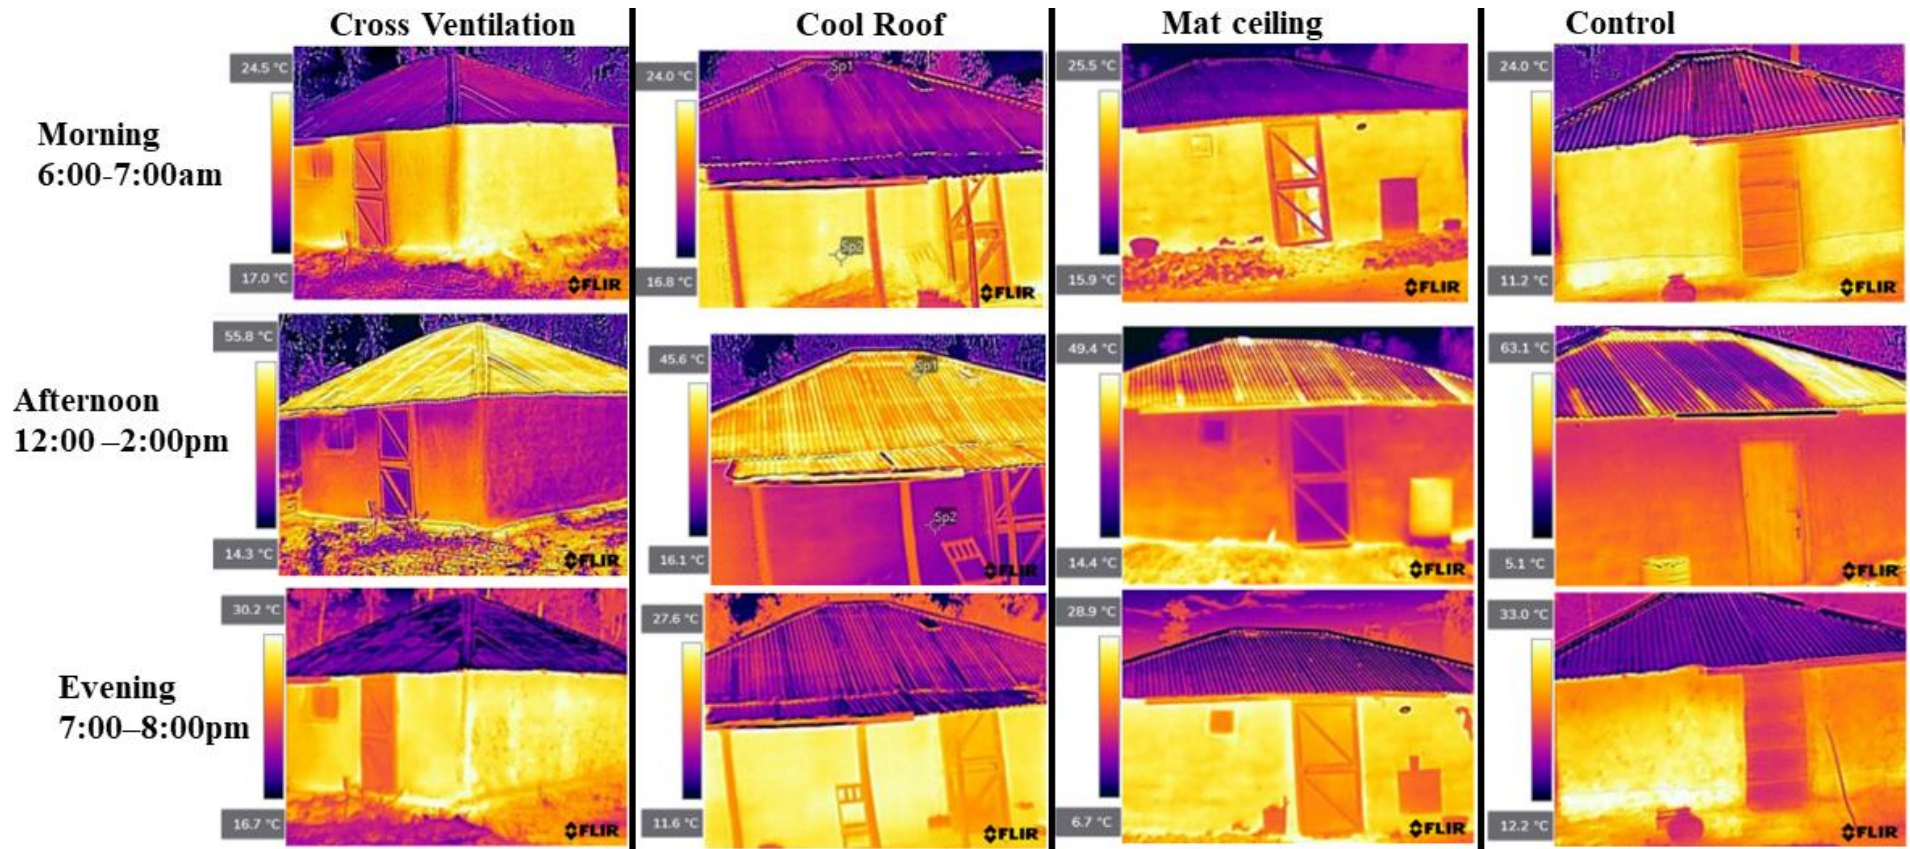 Cross Ventilation
Cool Roof
Mat ceiling
Control
Morning
6:00-7:00am
24.5 °C
17.0 °C
FLIR
24.0 °C
16.8 °C
Sp1
Sp2
FLIR
25.5 °C
15.9 °C
FLIR
24.0 °C
11.2 °C
FLIR
Afternoon
12:00 –2:00pm
55.8 °C
14.3 °C
FLIR
45.6 °C
16.1 °C
Sp1
Sp2
FLIR
49.4 °C
14.4 °C
FLIR
63.1 °C
5.1 °C
FLIR
Evening
7:00–8:00pm
30.2 °C
16.7 °C
FLIR
27.6 °C
11.6 °C
FLIR
28.9 °C
6.7 °C
FLIR
33.0 °C
12.2 °C
FLIR